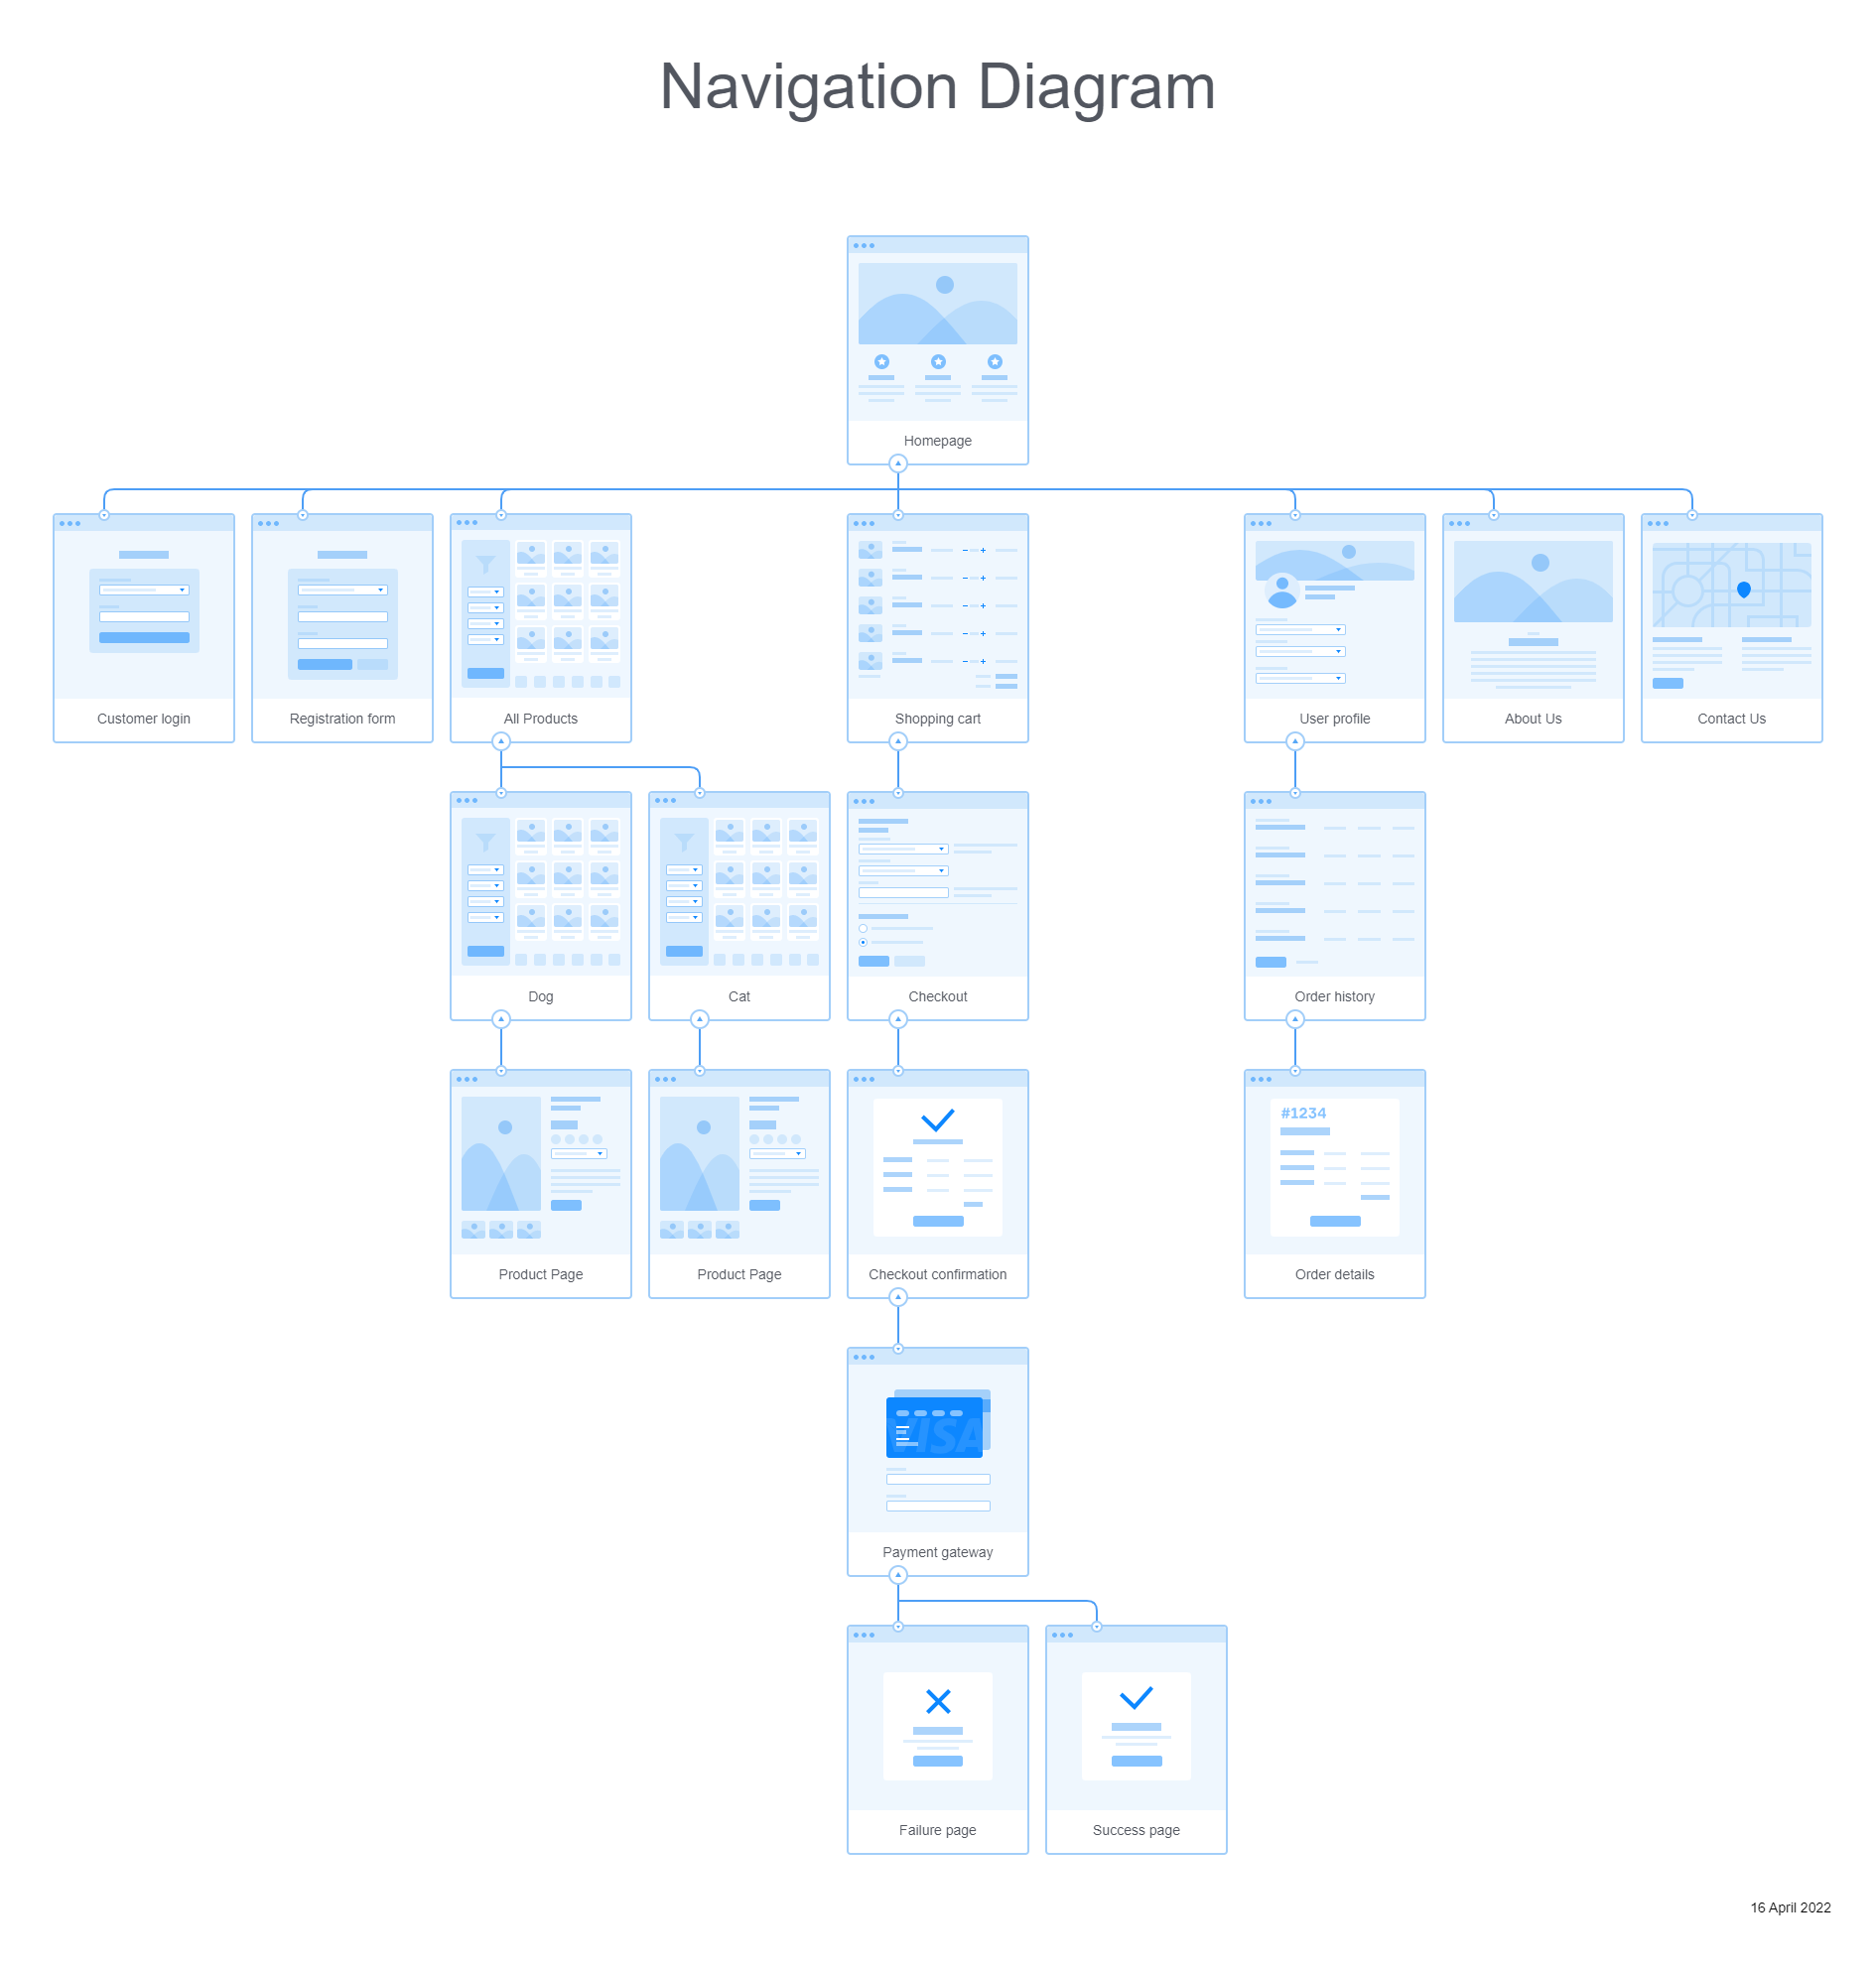 Navigation Diagram
Homepage
Customer login
Registration form
All Products
Shopping cart
User profile
About Us
Contact Us
Dog
Cat
Checkout
Order history
#1234
Product Page
Product Page
Checkout confirmation
Order details
VISA
Payment gateway
Failure page
Success page
16 April 2022